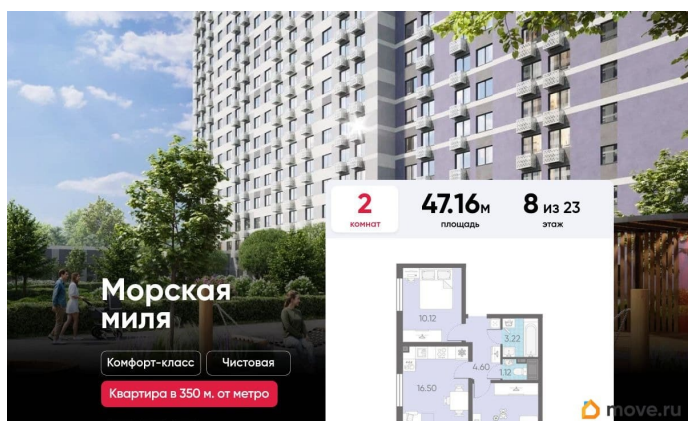 2
комнат
47.16м
площадь
8 из 23
этаж
Морская
миля
Комфорт-класс
Чистовая
Квартира в 350 м. от метро
10.12
3.22
4.60
1.12
16.50
move.ru